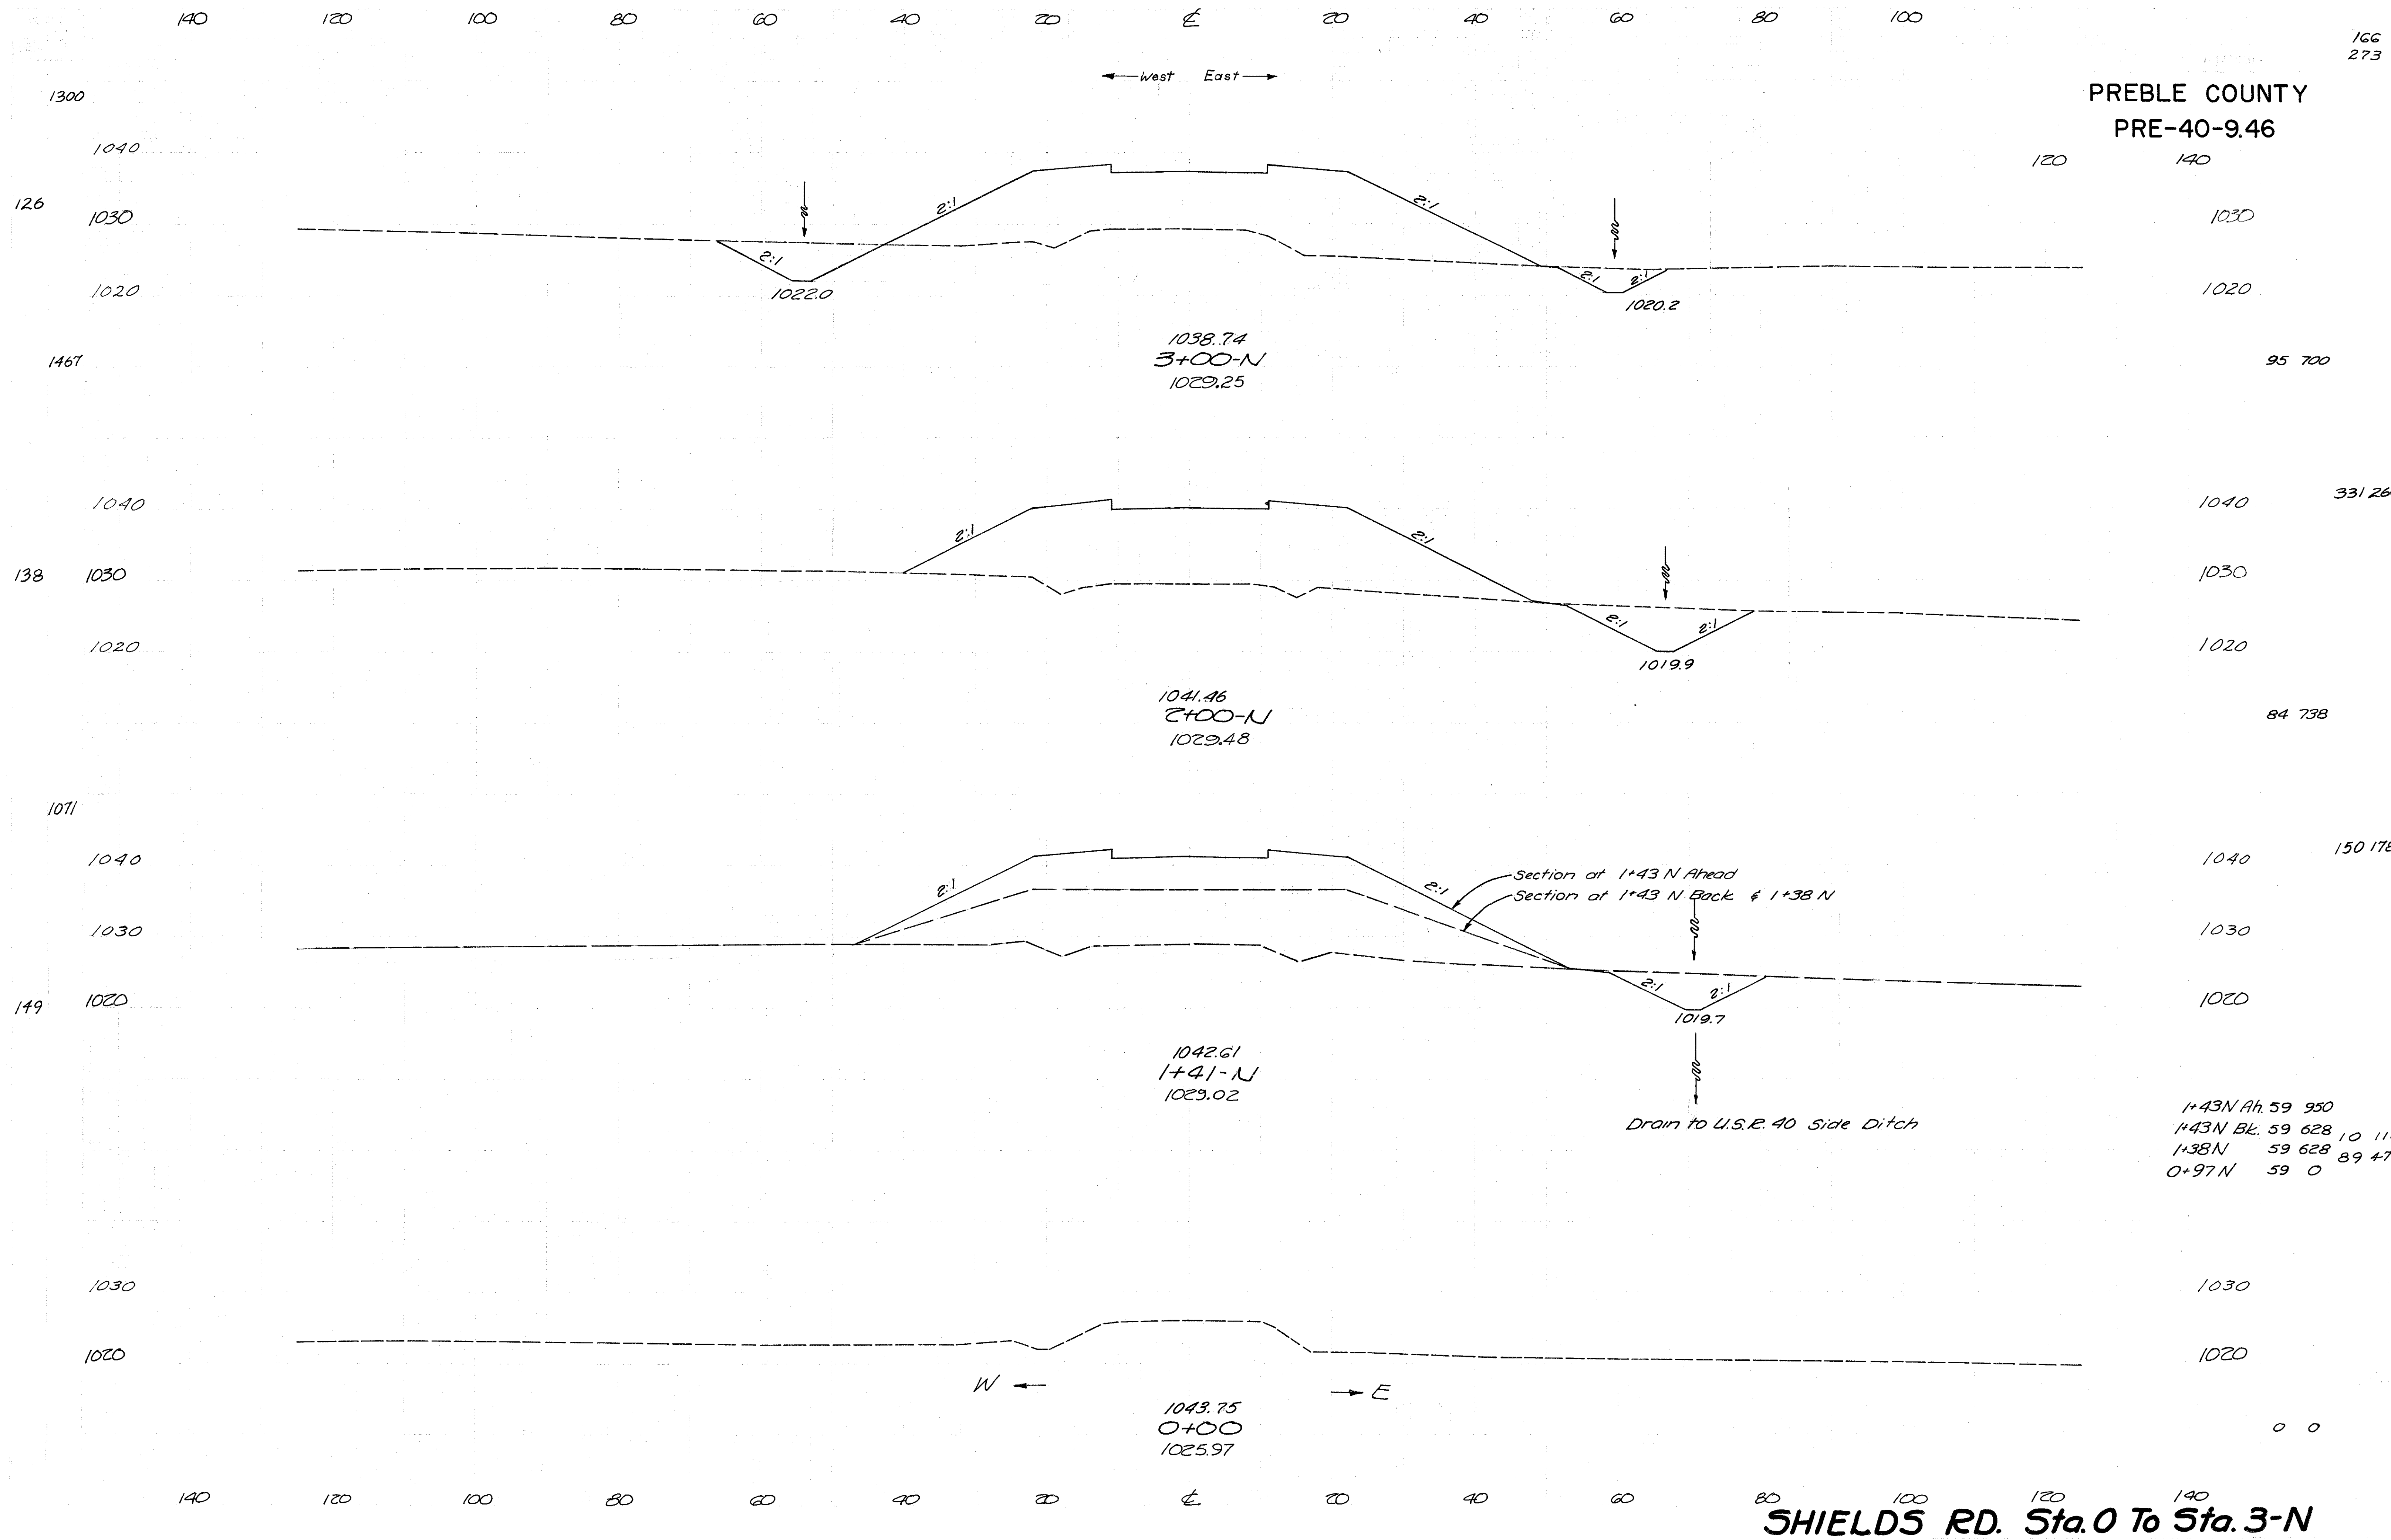 140 120 100 80 60 40 20 ℄ 20 40 60 80 100
166
273
West East
1300
PREBLE COUNTY
PRE-40-9.46
1040
120 140
2:1 2:1
126 1030 1030
2:1 2:1 2:1
1020 1022.0 1020.2 1020
1038.74
3+00-N
1029.25
1467 95 700
1040 1040 331 26
2:1 2:1
138 1030 1030
2:1 2:1
1020 1019.9 1020
1041.46
2+00-N
1029.48
84 738
1071
1040 1040 150 178
2:1 2:1
Section at 1+43 N Ahead
Section at 1+43 N Back & 1+38 N
1030 1030
2:1 2:1
149 1020 1019.7 1020
1042.61
1+41-N
1029.02
Drain to U.S.R. 40 Side Ditch
1+43N Ah. 59 950
1+43N Bk. 59 628 10 11
1+38N 59 628 89 47
0+97N 59 0
1030 1030
1020 1020
W E
1043.75
0+00
1025.97
0 0
140 120 100 80 60 40 20 ℄ 20 40 60 80 100 120 140
SHIELDS RD. Sta. 0 To Sta. 3-N